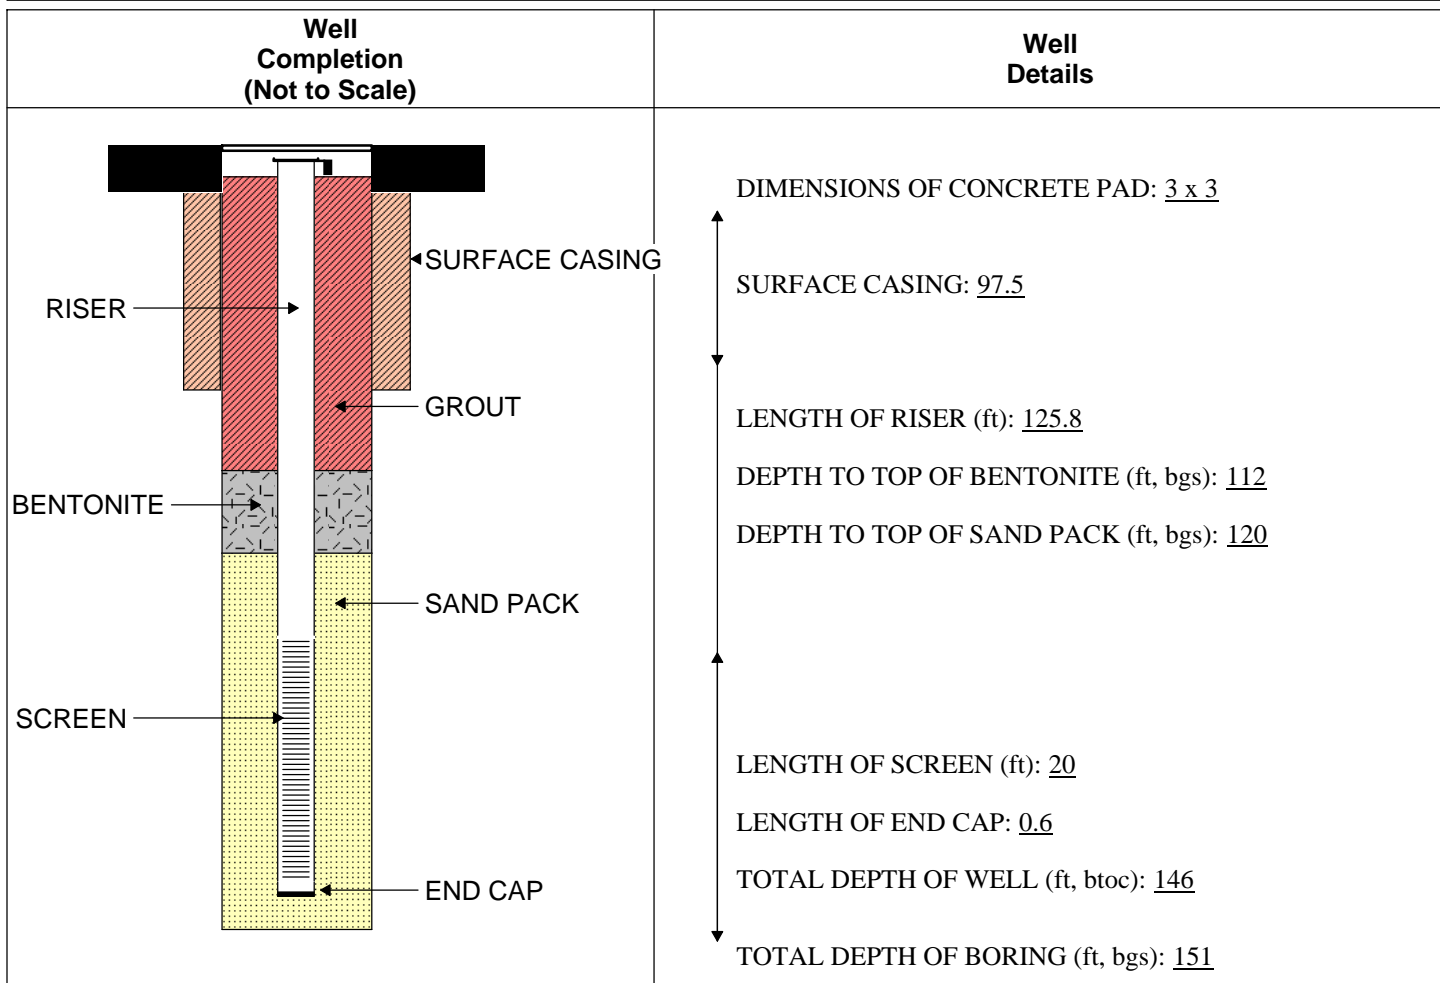 Well
Completion
(Not to Scale)
Well
Details
SURFACE CASING
RISER
GROUT
BENTONITE
SAND PACK
SCREEN
END CAP
DIMENSIONS OF CONCRETE PAD: 3 x 3
SURFACE CASING: 97.5
LENGTH OF RISER (ft): 125.8
DEPTH TO TOP OF BENTONITE (ft, bgs): 112
DEPTH TO TOP OF SAND PACK (ft, bgs): 120
LENGTH OF SCREEN (ft): 20
LENGTH OF END CAP: 0.6
TOTAL DEPTH OF WELL (ft, btoc): 146
TOTAL DEPTH OF BORING (ft, bgs): 151